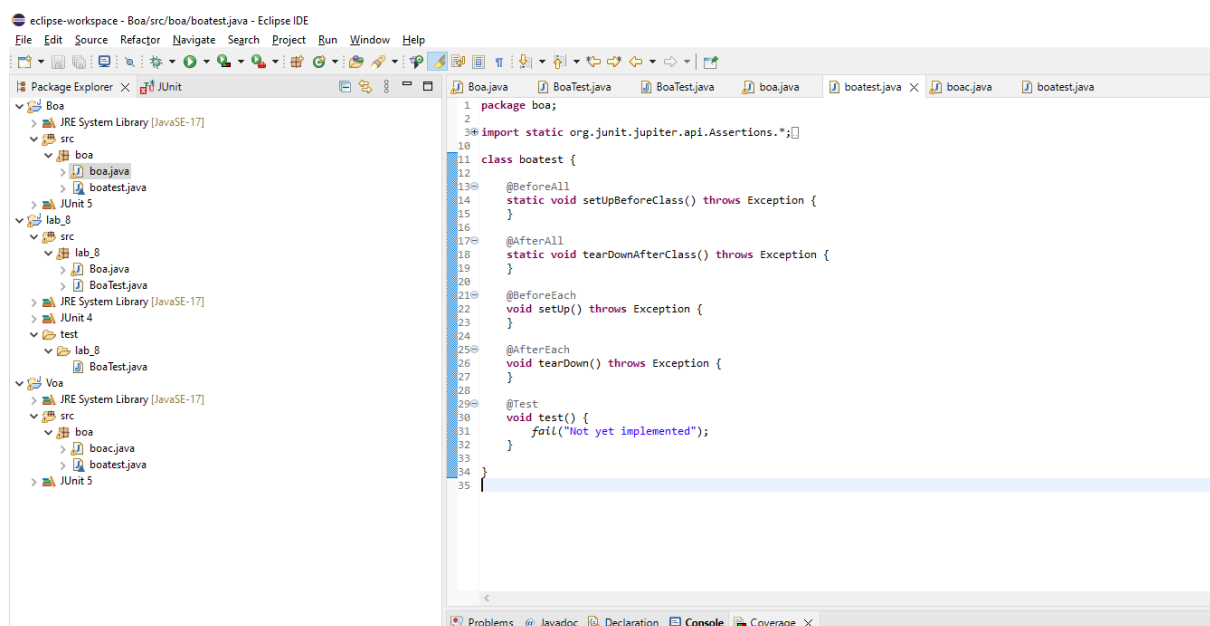 eclipse-workspace - Boa/src/boa/boatest.java - Eclipse IDE
File Edit Source Refactor Navigate Search Project Run Window Help
Package Explorer JUnit
Boa
JRE System Library [JavaSE-17]
src
boa
boa.java
boatest.java
JUnit 5
lab_8
src
lab_8
Boa.java
BoaTest.java
JRE System Library [JavaSE-17]
JUnit 4
test
lab_8
BoaTest.java
Voa
JRE System Library [JavaSE-17]
src
boa
boac.java
boatest.java
JUnit 5
Boa.java BoaTest.java BoaTest.java boa.java boatest.java boac.java boatest.java
1 package boa;
2
3 import static org.junit.jupiter.api.Assertions.*;
10
11 class boatest {
12
13 @BeforeAll
14 static void setUpBeforeClass() throws Exception {
15 }
16
17 @AfterAll
18 static void tearDownAfterClass() throws Exception {
19 }
20
21 @BeforeEach
22 void setUp() throws Exception {
23 }
24
25 @AfterEach
26 void tearDown() throws Exception {
27 }
28
29 @Test
30 void test() {
31 fail("Not yet implemented");
32 }
33
34 }
35
Problems Javadoc Declaration Console Coverage